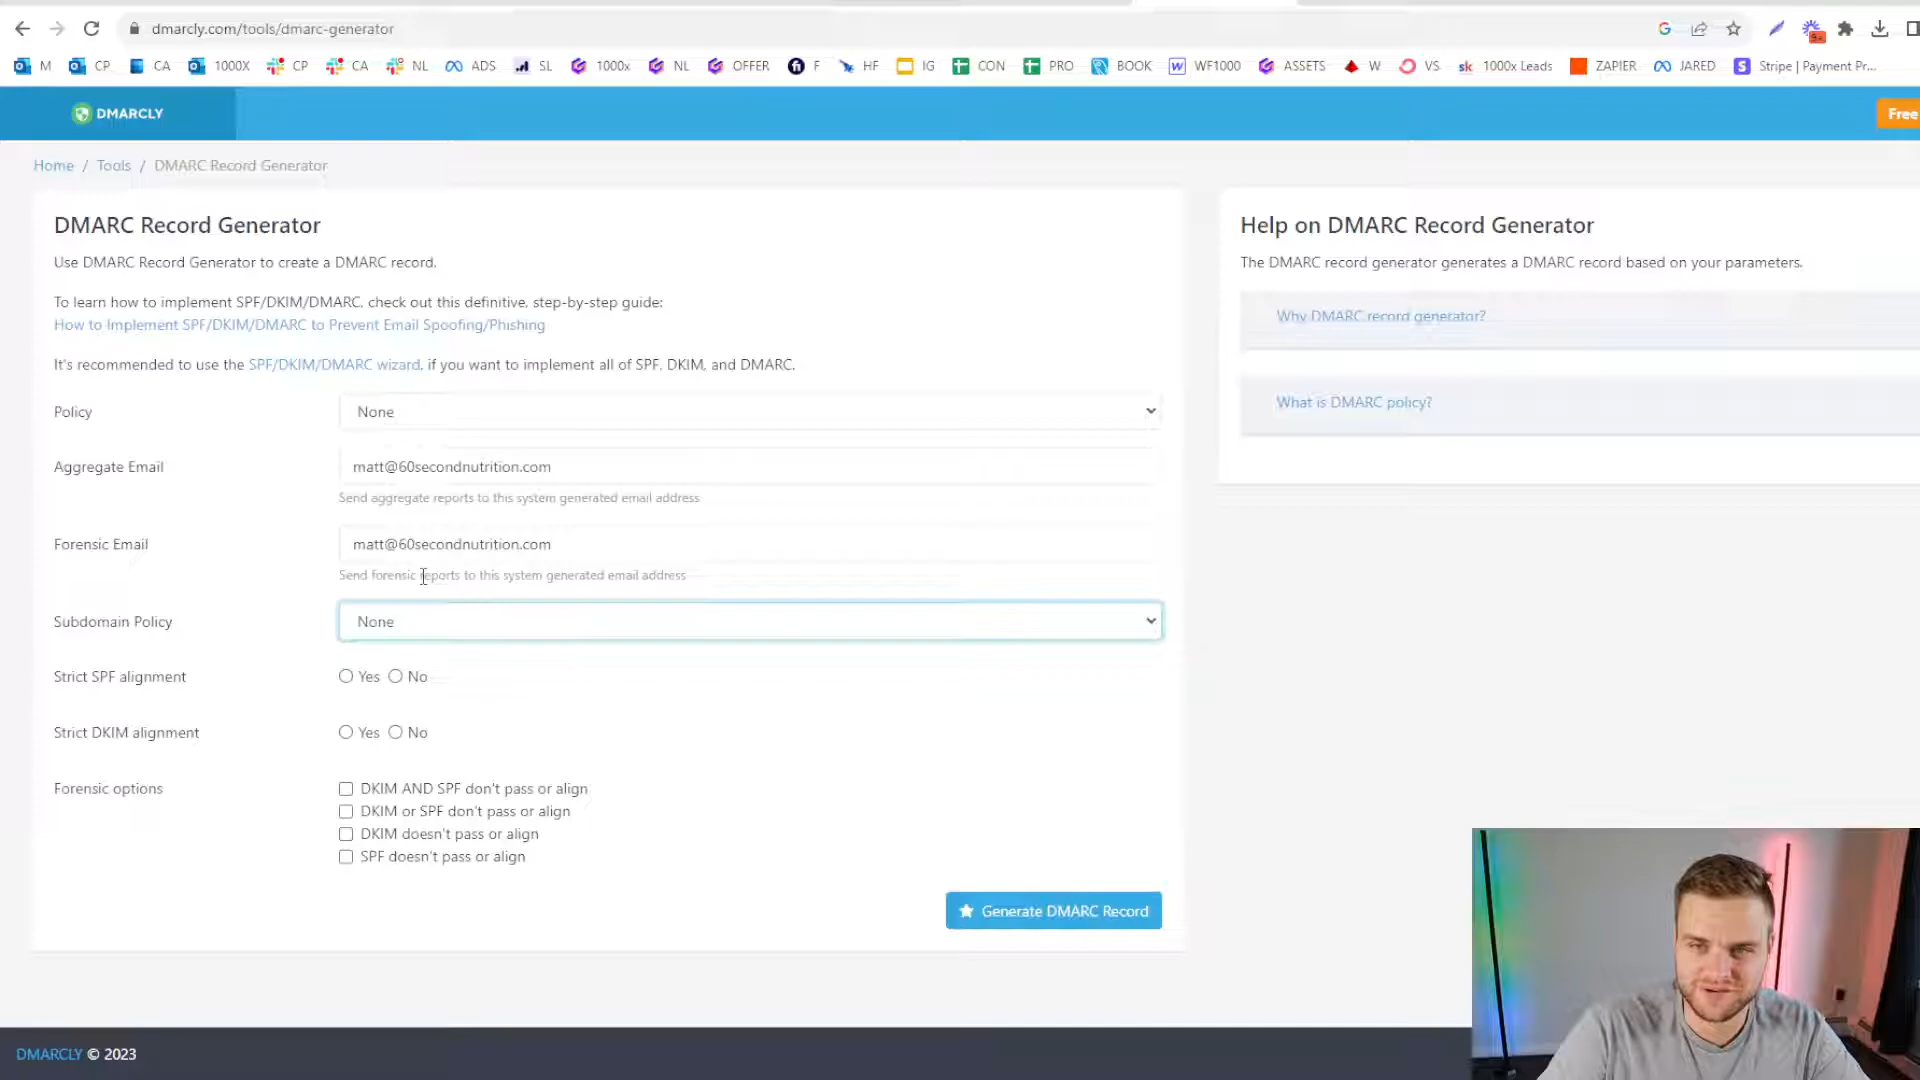 dmarcly.com/tools/dmarc-generator
M CP CA 1000X CP CA NL ADS SL 1000x NL OFFER F HF IG CON PRO BOOK WF1000 ASSETS W VS 1000x Leads ZAPIER JARED Stripe | Payment Pr...
DMARCLY
Free
Home / Tools / DMARC Record Generator
DMARC Record Generator
Use DMARC Record Generator to create a DMARC record.
To learn how to implement SPF/DKIM/DMARC, check out this definitive, step-by-step guide:
How to Implement SPF/DKIM/DMARC to Prevent Email Spoofing/Phishing
It's recommended to use the SPF/DKIM/DMARC wizard, if you want to implement all of SPF, DKIM, and DMARC.
Policy None
Aggregate Email matt@60secondnutrition.com
Send aggregate reports to this system generated email address
Forensic Email matt@60secondnutrition.com
Send forensic reports to this system generated email address
Subdomain Policy None
Strict SPF alignment Yes No
Strict DKIM alignment Yes No
Forensic options DKIM AND SPF don't pass or align
DKIM or SPF don't pass or align
DKIM doesn't pass or align
SPF doesn't pass or align
Generate DMARC Record
Help on DMARC Record Generator
The DMARC record generator generates a DMARC record based on your parameters.
Why DMARC record generator?
What is DMARC policy?
DMARCLY © 2023